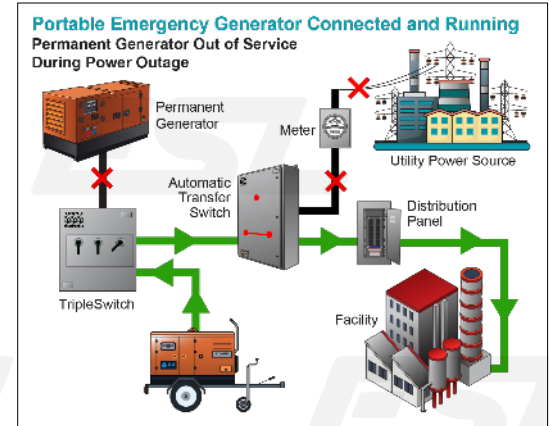 Portable Emergency Generator Connected and Running
Permanent Generator Out of Service
During Power Outage
Permanent
Generator
Meter
Utility Power Source
Automatic
Transfer
Switch
Distribution
Panel
TripleSwitch
Facility
ESL